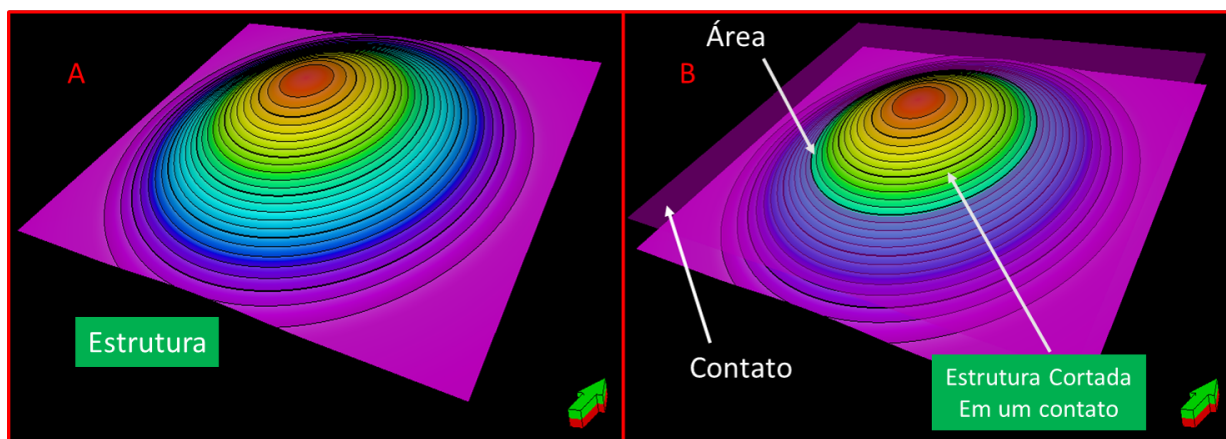 A
Estrutura
B
Área
Contato
Estrutura Cortada
Em um contato